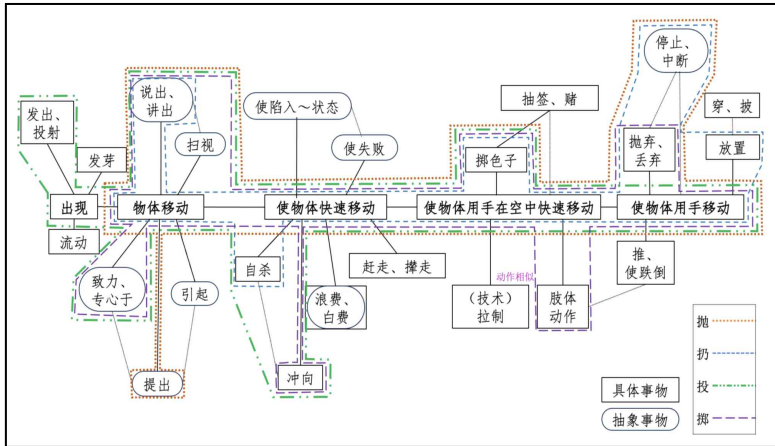 停止、
中断
说出、
讲出
使陷入～状态
抽签、赌
穿、披
发出、
投射
扫视
使失败
掷色子
抛弃、
丢弃
放置
发芽
出现
物体移动
使物体快速移动
使物体用手在空中快速移动
使物体用手移动
流动
自杀
赶走、撵走
动作相似
推、
使跌倒
致力、
专心于
引起
浪费、
白费
（技术）
拉制
肢体
动作
提出
冲向
具体事物
抽象事物
抛
扔
投
掷